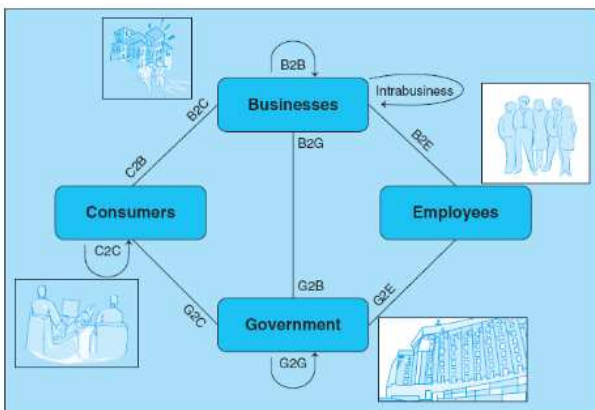 B2B
Intrabusiness
Businesses
B2C
B2G
B2E
C2B
Consumers
Employees
C2C
G2B
G2C
G2E
Government
G2G